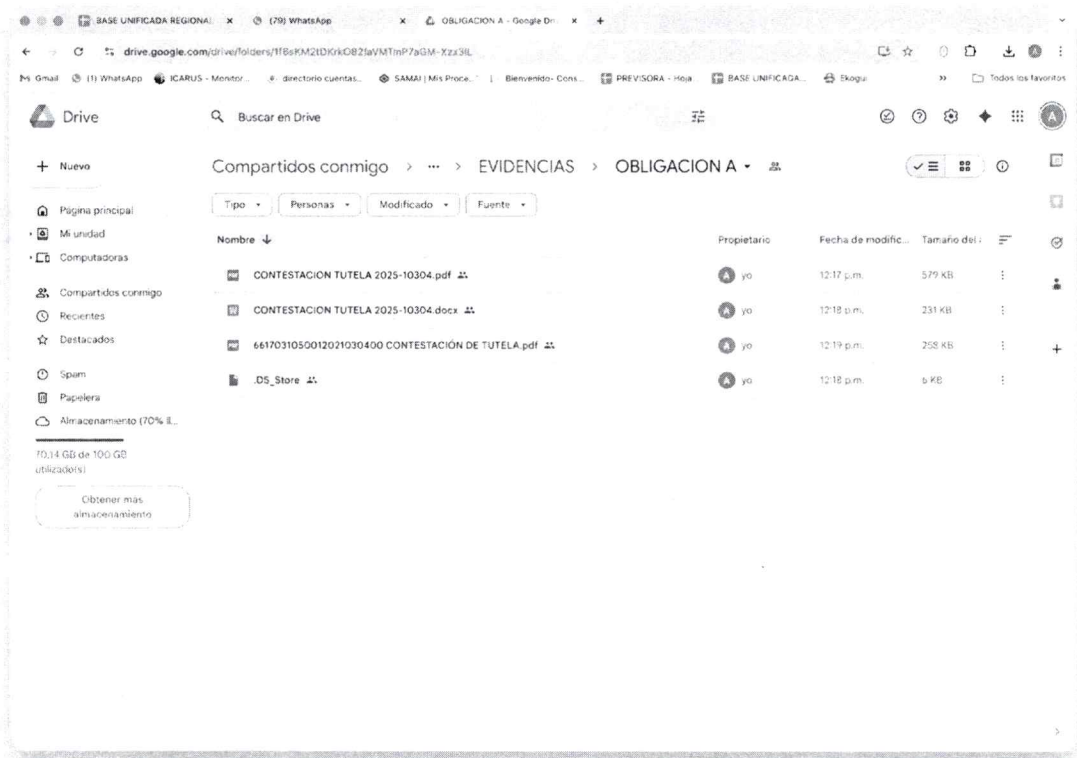 BASE UNIFICADA REGIONAL × (79) WhatsApp × OBLIGACION A - Google Dri... × +
drive.google.com/drive/folders/
Gmail (1) WhatsApp ICARUS - Monitor... directorio cuentas... SAMAI | Mis Proce... Bienvenido- Cons... PREVISORA - Hoja BASE UNIFICADA... Ekogui » Todos los favoritos
Drive Buscar en Drive A
+ Nuevo Compartidos conmigo > ... > EVIDENCIAS > OBLIGACION A
Tipo Personas Modificado Fuente
Página principal
Mi unidad Nombre ↓ Propietario Fecha de modific... Tamaño del
Computadoras
CONTESTACION TUTELA 2025-10304.pdf A yo 12:17 p.m. 579 KB
Compartidos conmigo
Recientes CONTESTACION TUTELA 2025-10304.docx A yo 12:18 p.m. 231 KB
Destacados 6617031050012021030400 CONTESTACIÓN DE TUTELA.pdf A yo 12:19 p.m. 258 KB
Spam .DS_Store A yo 12:18 p.m. 6 KB
Papelera
Almacenamiento (70% ll...
70,14 GB de 100 GB
utilizado(s)
Obtener más
almacenamiento